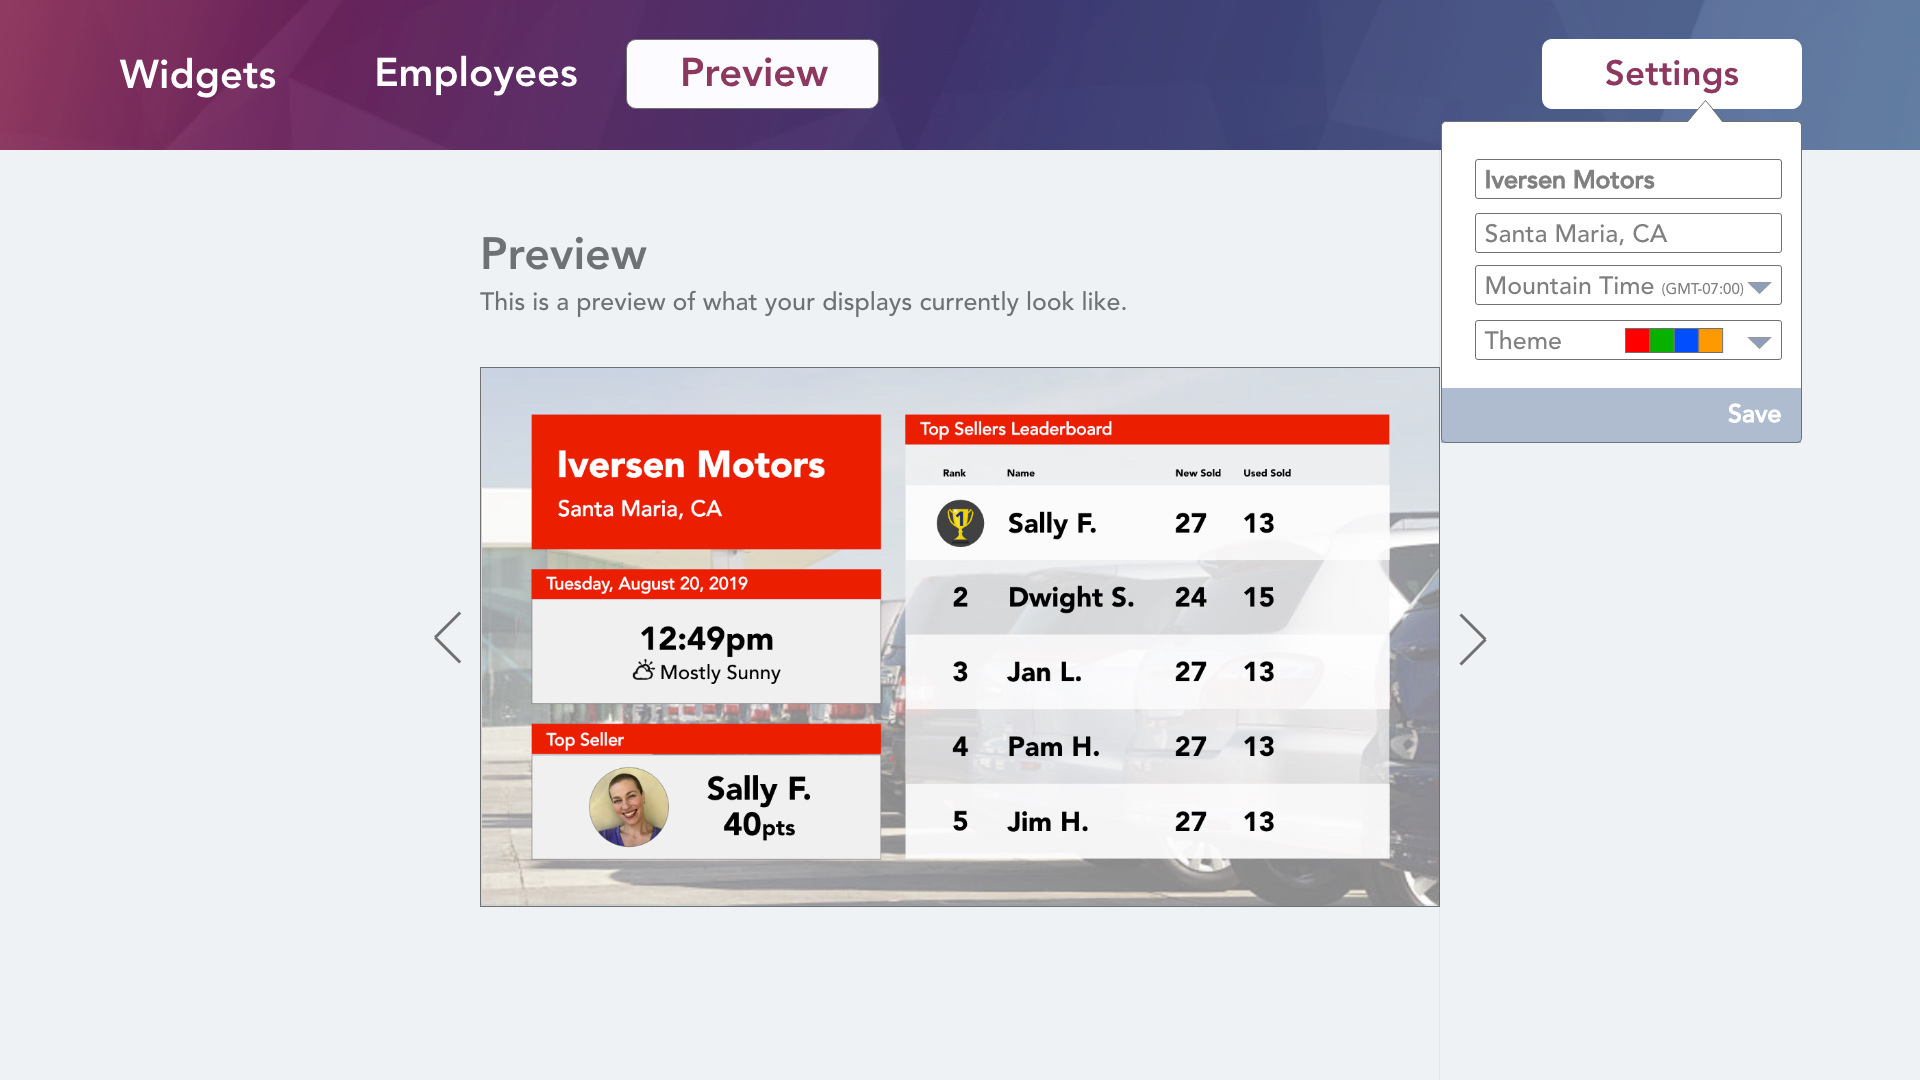 Widgets
Employees
Preview
Settings
Iversen Motors
Santa Maria, CA
Mountain Time (GMT-07:00)
Theme
Save
Preview
This is a preview of what your displays currently look like.
Iversen Motors
Santa Maria, CA
Tuesday, August 20, 2019
12:49pm
Mostly Sunny
Top Seller
Sally F.
40pts
Top Sellers Leaderboard
Rank Name New Sold Used Sold
1 Sally F. 27 13
2 Dwight S. 24 15
3 Jan L. 27 13
4 Pam H. 27 13
5 Jim H. 27 13